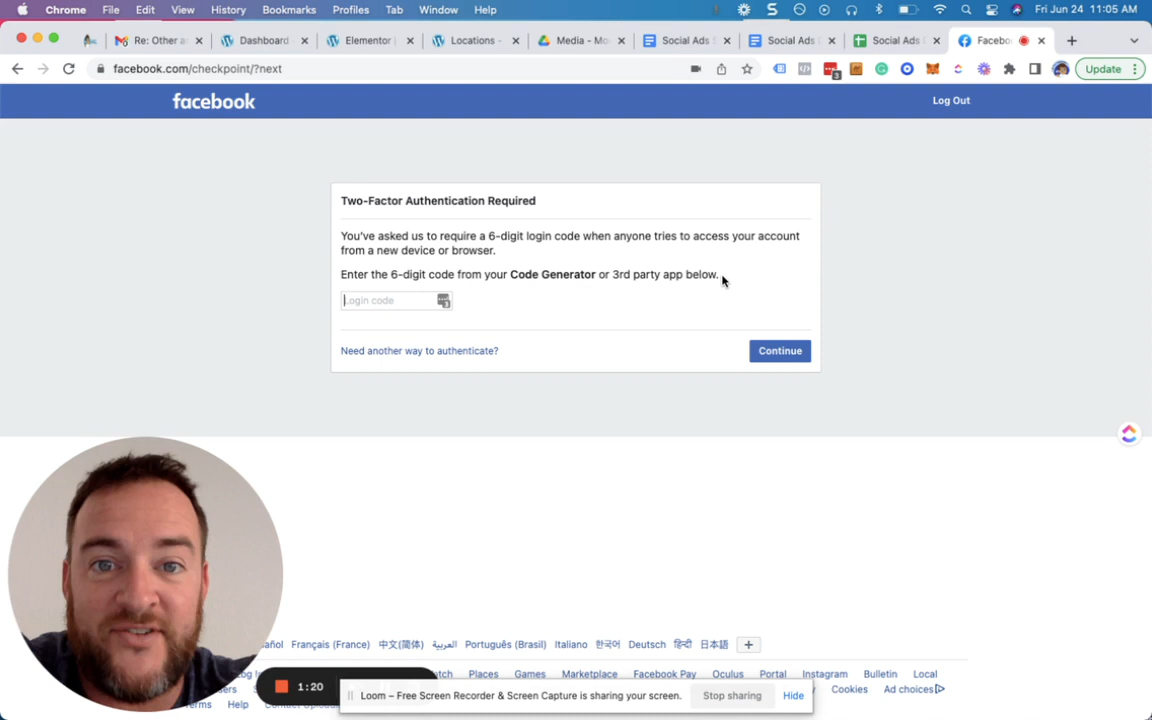 Chrome File Edit View History Bookmarks Profiles Tab Window Help Fri Jun 24 11:05 AM
Re: Other a Dashboard Elementor Locations - Media - Mo Social Ads Social Ads Social Ads Facebo
facebook.com/checkpoint/?next 3 Update
facebook Log Out
Two-Factor Authentication Required
You've asked us to require a 6-digit login code when anyone tries to access your account
from a new device or browser.
Enter the 6-digit code from your Code Generator or 3rd party app below.
Login code
Need another way to authenticate? Continue
añol Français (France) 中文(简体) العربية Português (Brasil) Italiano 한국어 Deutsch हिन्दी 日本語 +
Places Games Marketplace Facebook Pay Oculus Portal Instagram Bulletin Local
Cookies Ad choices
1:20 Loom – Free Screen Recorder & Screen Capture is sharing your screen. Stop sharing Hide
Help